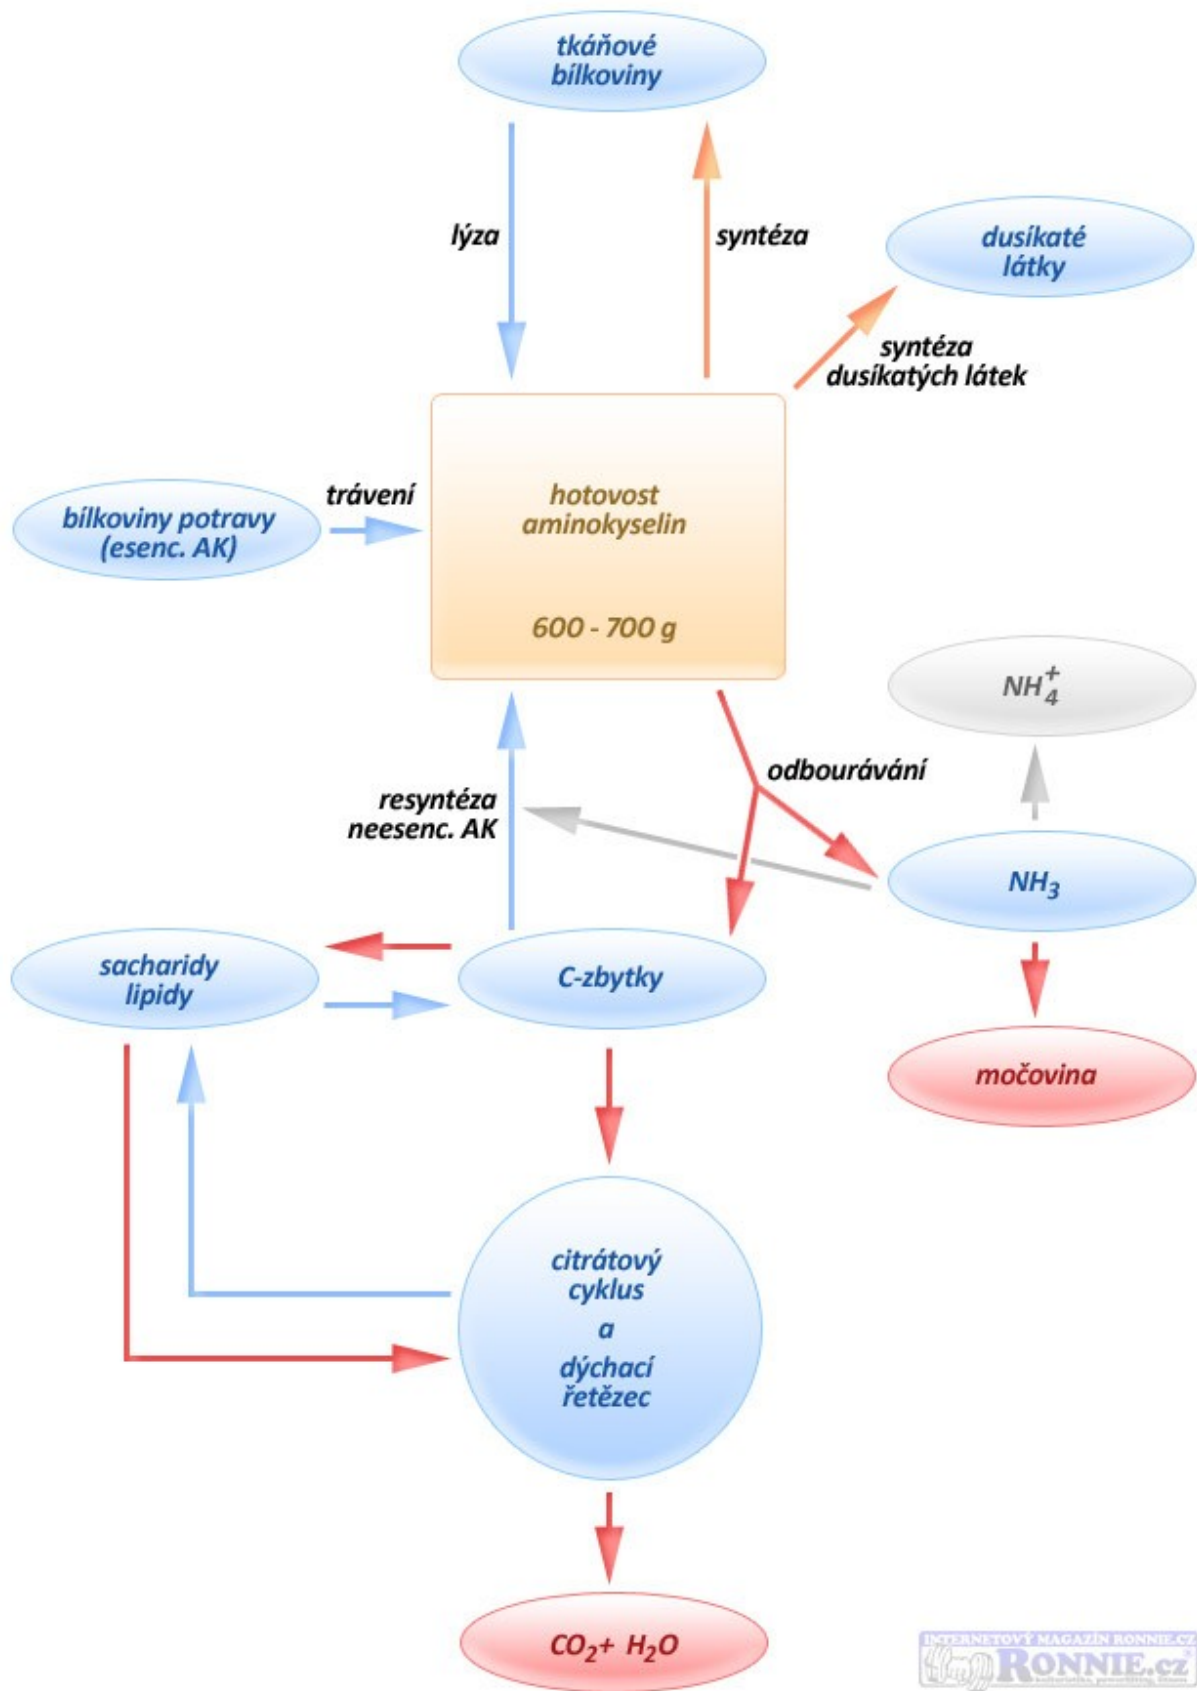 tkáňové
bílkoviny
lýza
syntéza
dusíkaté
látky
syntéza
dusíkatých látek
bílkoviny potravy
(esenc. AK)
trávení
hotovost
aminokyselin
600 - 700 g
NH₄⁺
odbourávání
resyntéza
neesenc. AK
NH₃
sacharidy
lipidy
C-zbytky
močovina
citrátový
cyklus
a
dýchací
řetězec
CO₂+ H₂O
INTERNETOVÝ MAGAZÍN RONNIE.CZ
RONNIE.cz